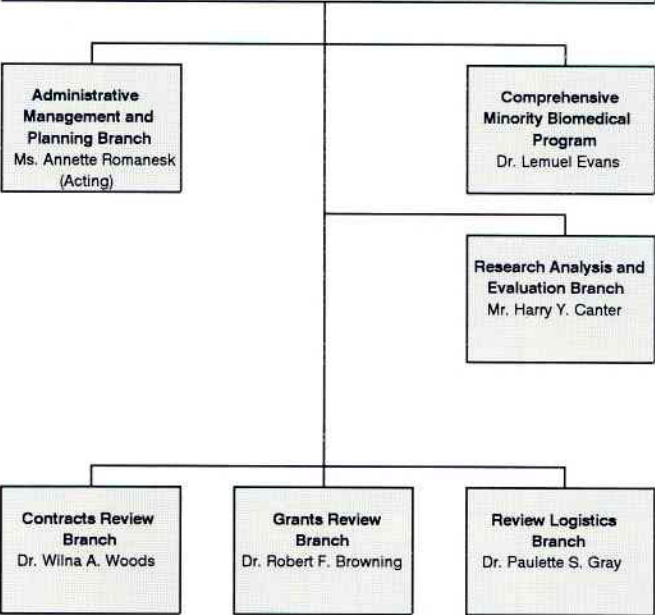 Administrative
Management and
Planning Branch
Ms. Annette Romanesk
(Acting)
Comprehensive
Minority Biomedical
Program
Dr. Lemuel Evans
Research Analysis and
Evaluation Branch
Mr. Harry Y. Canter
Contracts Review
Branch
Dr. Wilna A. Woods
Grants Review
Branch
Dr. Robert F. Browning
Review Logistics
Branch
Dr. Paulette S. Gray